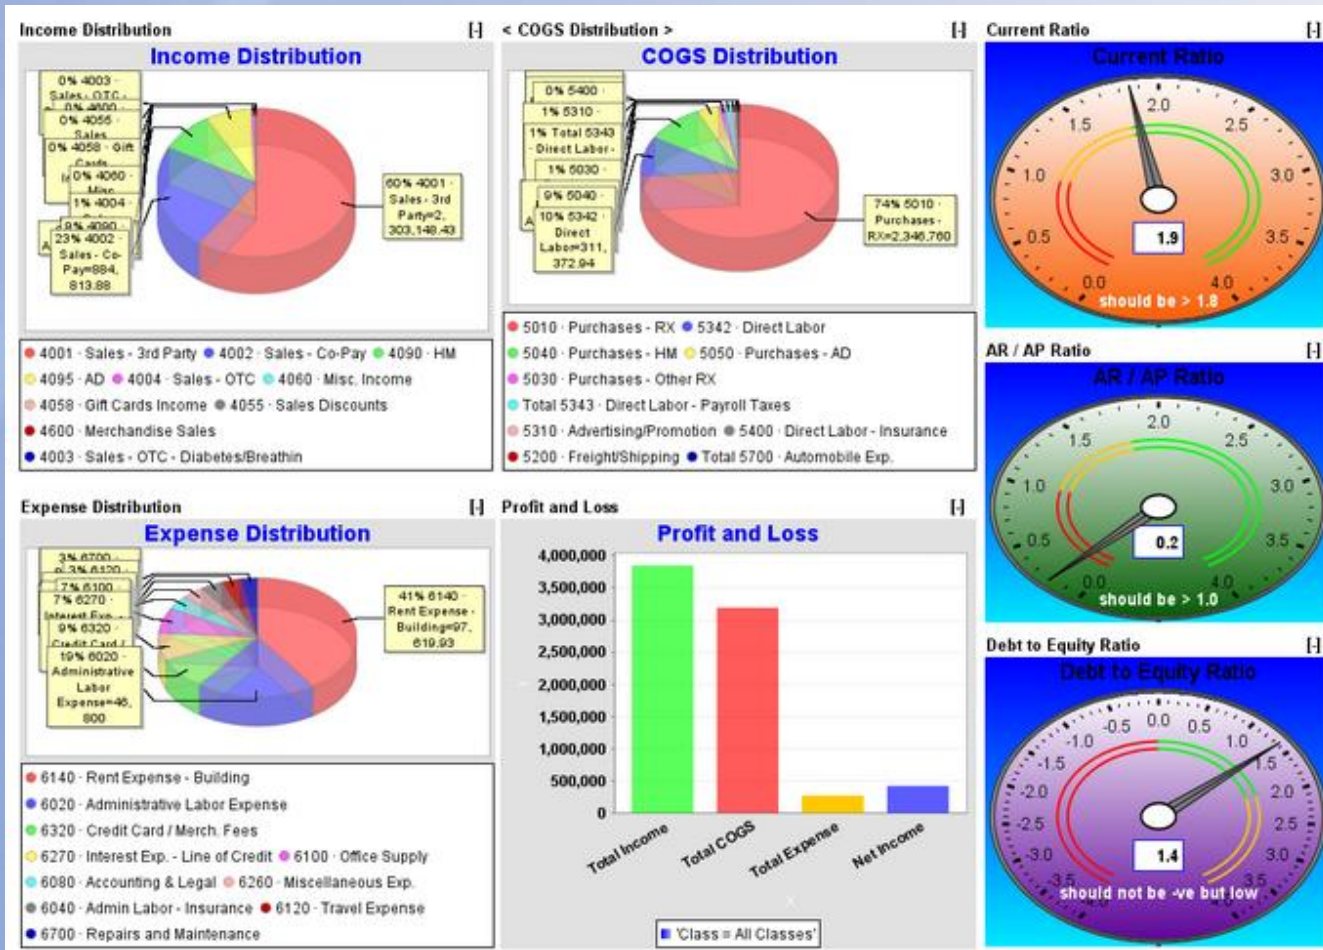 Income Distribution [-]
Income Distribution
0% 4003 ·
Sales - OTC -
0% 4600 ·
0% 4055 ·
Sales
0% 4058 · Gift
Cards
0% 4060 ·
Misc.
1% 4004 ·
9% 4090 ·
23% 4002 ·
Sales - Co-
Pay=884,
813.88
60% 4001 ·
Sales - 3rd
Party=2,
303,148.43
4001 · Sales - 3rd Party 4002 · Sales - Co-Pay 4090 · HM
4095 · AD 4004 · Sales - OTC 4060 · Misc. Income
4058 · Gift Cards Income 4055 · Sales Discounts
4600 · Merchandise Sales
4003 · Sales - OTC - Diabetes/Breathin
< COGS Distribution > [-]
COGS Distribution
0% 5400 ·
1% 5310 ·
1% Total 5343
· Direct Labor -
1% 5030 ·
9% 5040 ·
10% 5342 ·
Direct
Labor=311,
372.94
74% 5010 ·
Purchases -
RX=2,346,760
5010 · Purchases - RX 5342 · Direct Labor
5040 · Purchases - HM 5050 · Purchases - AD
5030 · Purchases - Other RX
Total 5343 · Direct Labor - Payroll Taxes
5310 · Advertising/Promotion 5400 · Direct Labor - Insurance
5200 · Freight/Shipping Total 5700 · Automobile Exp.
Current Ratio [-]
Current Ratio
0.0 0.5 1.0 1.5 2.0 2.5 3.0 3.5 4.0
1.9
should be > 1.8
AR / AP Ratio [-]
AR / AP Ratio
0.0 0.5 1.0 1.5 2.0 2.5 3.0 3.5 4.0
0.2
should be > 1.0
Expense Distribution [-]
Expense Distribution
3% 6700 ·
3% 6120 ·
7% 6100 ·
7% 6270 ·
Interest Exp. -
9% 6320 ·
Credit Card /
19% 6020 ·
Administrative
Labor
Expense=46,
800
41% 6140 ·
Rent Expense -
Building=97,
619.93
6140 · Rent Expense - Building
6020 · Administrative Labor Expense
6320 · Credit Card / Merch. Fees
6270 · Interest Exp. - Line of Credit 6100 · Office Supply
6080 · Accounting & Legal 6260 · Miscellaneous Exp.
6040 · Admin Labor - Insurance 6120 · Travel Expense
6700 · Repairs and Maintenance
Profit and Loss [-]
Profit and Loss
4,000,000
3,500,000
3,000,000
2,500,000
2,000,000
1,500,000
1,000,000
500,000
0
Total Income
Total COGS
Total Expense
Net Income
'Class = All Classes'
Debt to Equity Ratio [-]
Debt to Equity Ratio
-3.0 -2.5 -2.0 -1.5 -1.0 -0.5 0.0 0.5 1.0 1.5 2.0 2.5 3.0
1.4
should not be -ve but low